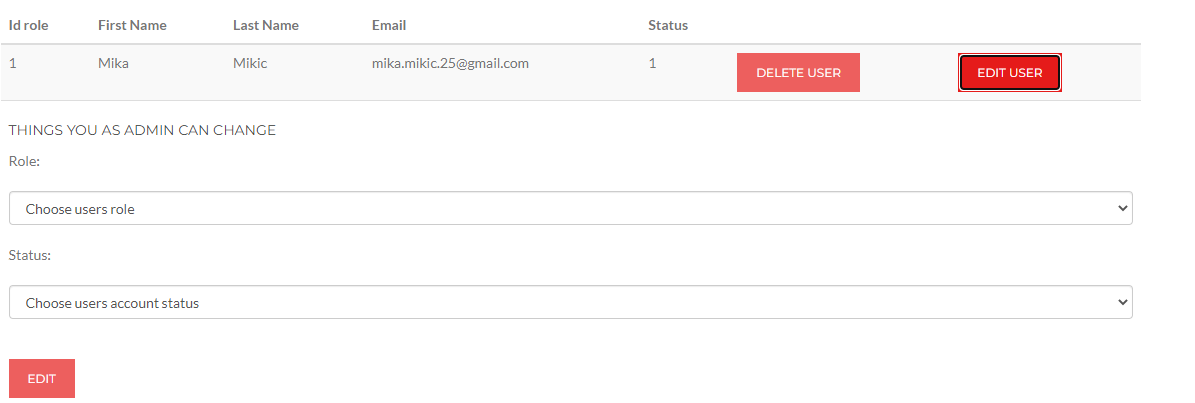 Id role First Name Last Name Email Status
1 Mika Mikic mika.mikic.25@gmail.com 1 DELETE USER EDIT USER
THINGS YOU AS ADMIN CAN CHANGE
Role:
Choose users role
Status:
Choose users account status
EDIT